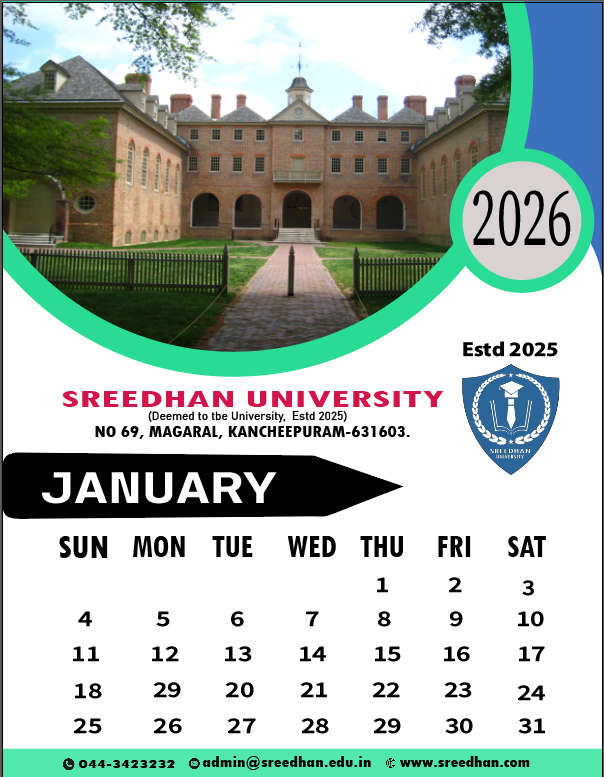 2026
Estd 2025
SREEDHAN UNIVERSITY
(Deemed to the University, Estd 2025)
NO 69, MAGARAL, KANCHEEPURAM-631603.
SREEDHAN
UNIVERSITY
JANUARY
SUN MON TUE WED THU FRI SAT
1 2 3
4 5 6 7 8 9 10
11 12 13 14 15 16 17
18 29 20 21 22 23 24
25 26 27 28 29 30 31
044-3423232 admin@sreedhan.edu.in www.sreedhan.com